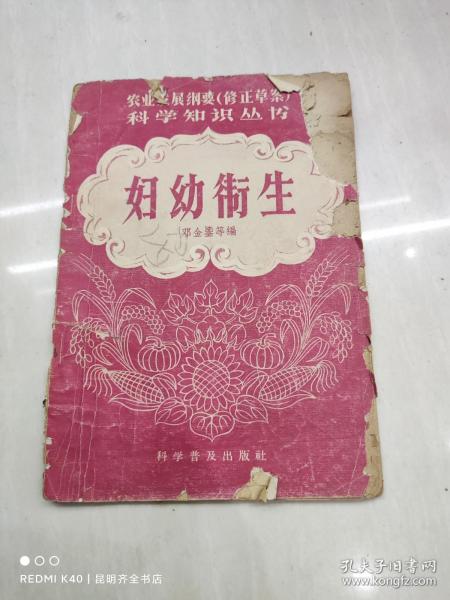 农业发展纲要(修正草案)
科学知识丛书
妇幼衛生
邓金鍌等編
科学普及出版社
REDMI K40 | 昆明齐全书店
孔夫子旧书网
www.kongfz.com